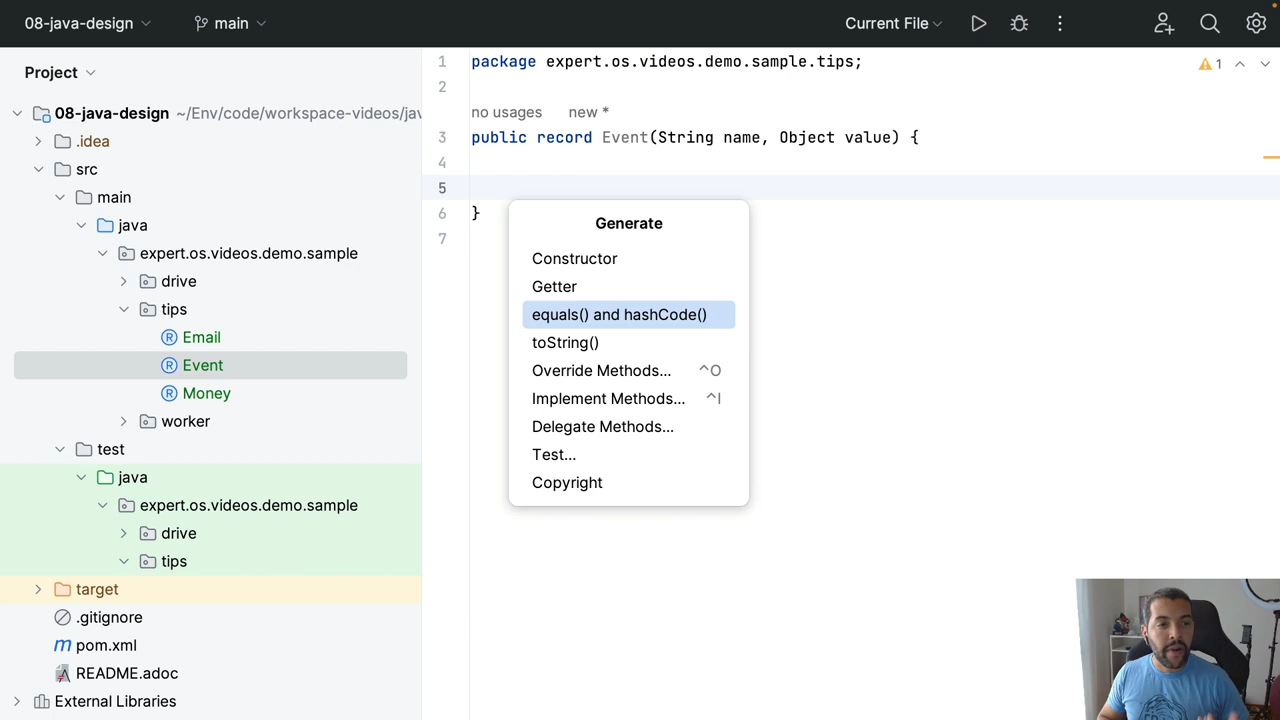 08-java-design
main
Current File
Project
08-java-design ~/Env/code/workspace-videos/jav
.idea
src
main
java
expert.os.videos.demo.sample
drive
tips
Email
Event
Money
worker
test
java
expert.os.videos.demo.sample
drive
tips
target
.gitignore
pom.xml
README.adoc
External Libraries
1 package expert.os.videos.demo.sample.tips;
1
2
no usages new *
3 public record Event(String name, Object value) {
4
5
6 }
7
Generate
Constructor
Getter
equals() and hashCode()
toString()
Override Methods... ^O
Implement Methods... ^I
Delegate Methods...
Test...
Copyright